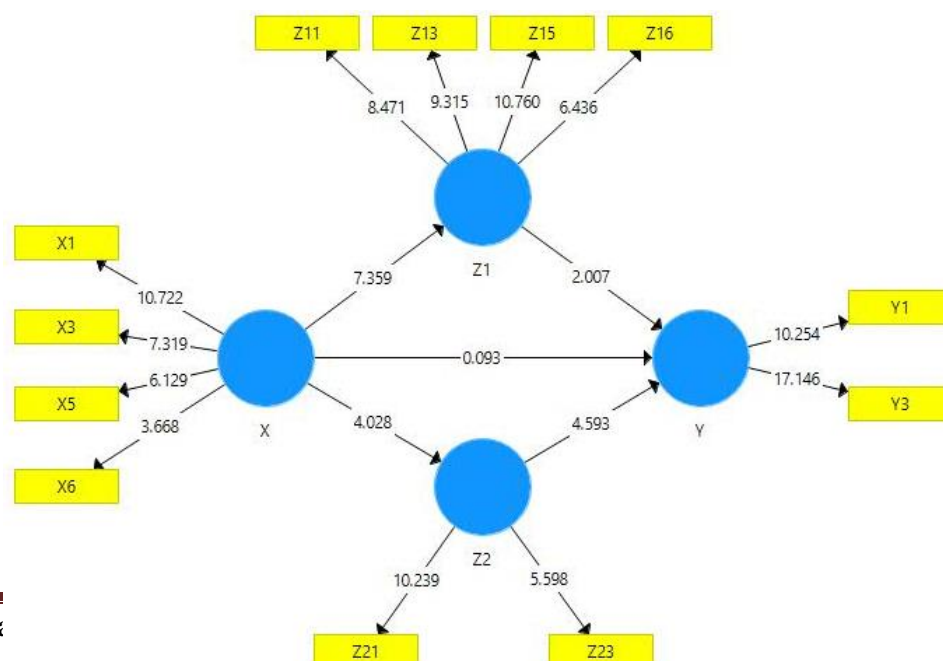 Z11 Z13 Z15 Z16
8.471 9.315 10.760 6.436
X1
Z1
10.722 7.359 2.007
X3
Y1
7.319 0.093 10.254
X5
6.129 17.146
Y3
3.668 X 4.028 4.593 Y
X6
Z2
10.239 5.598
Z21 Z23